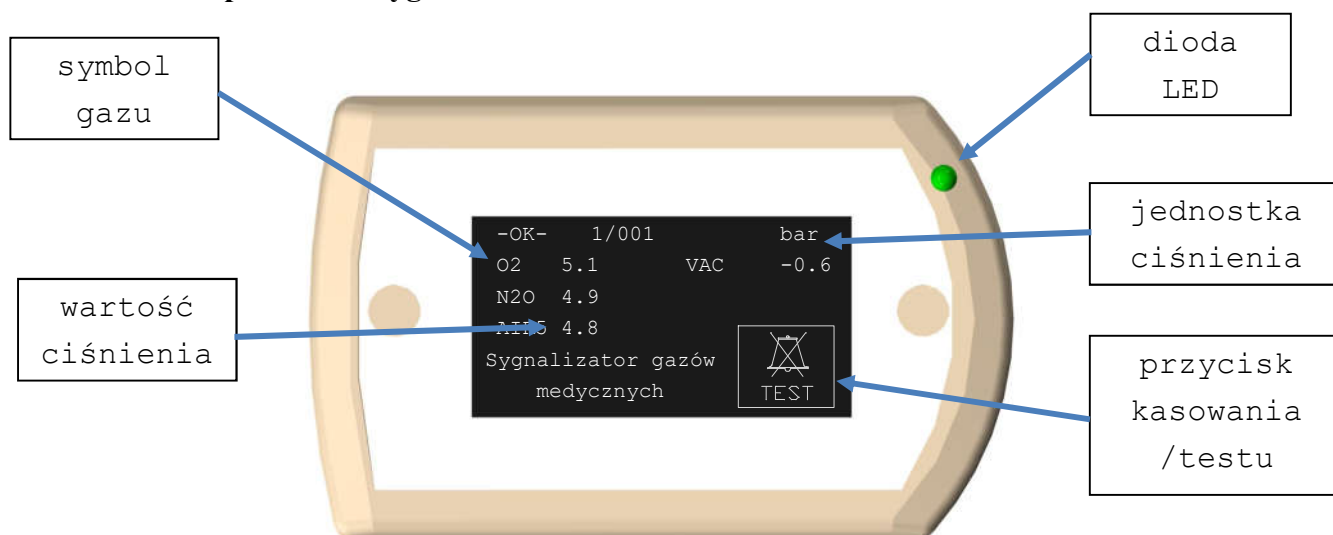 symbol
gazu
dioda
LED
-OK- 1/001 bar
O2 5.1 VAC -0.6
N2O 4.9
4.8
Sygnalizator gazów
medycznych
TEST
jednostka
ciśnienia
wartość
ciśnienia
przycisk
kasowania
/testu